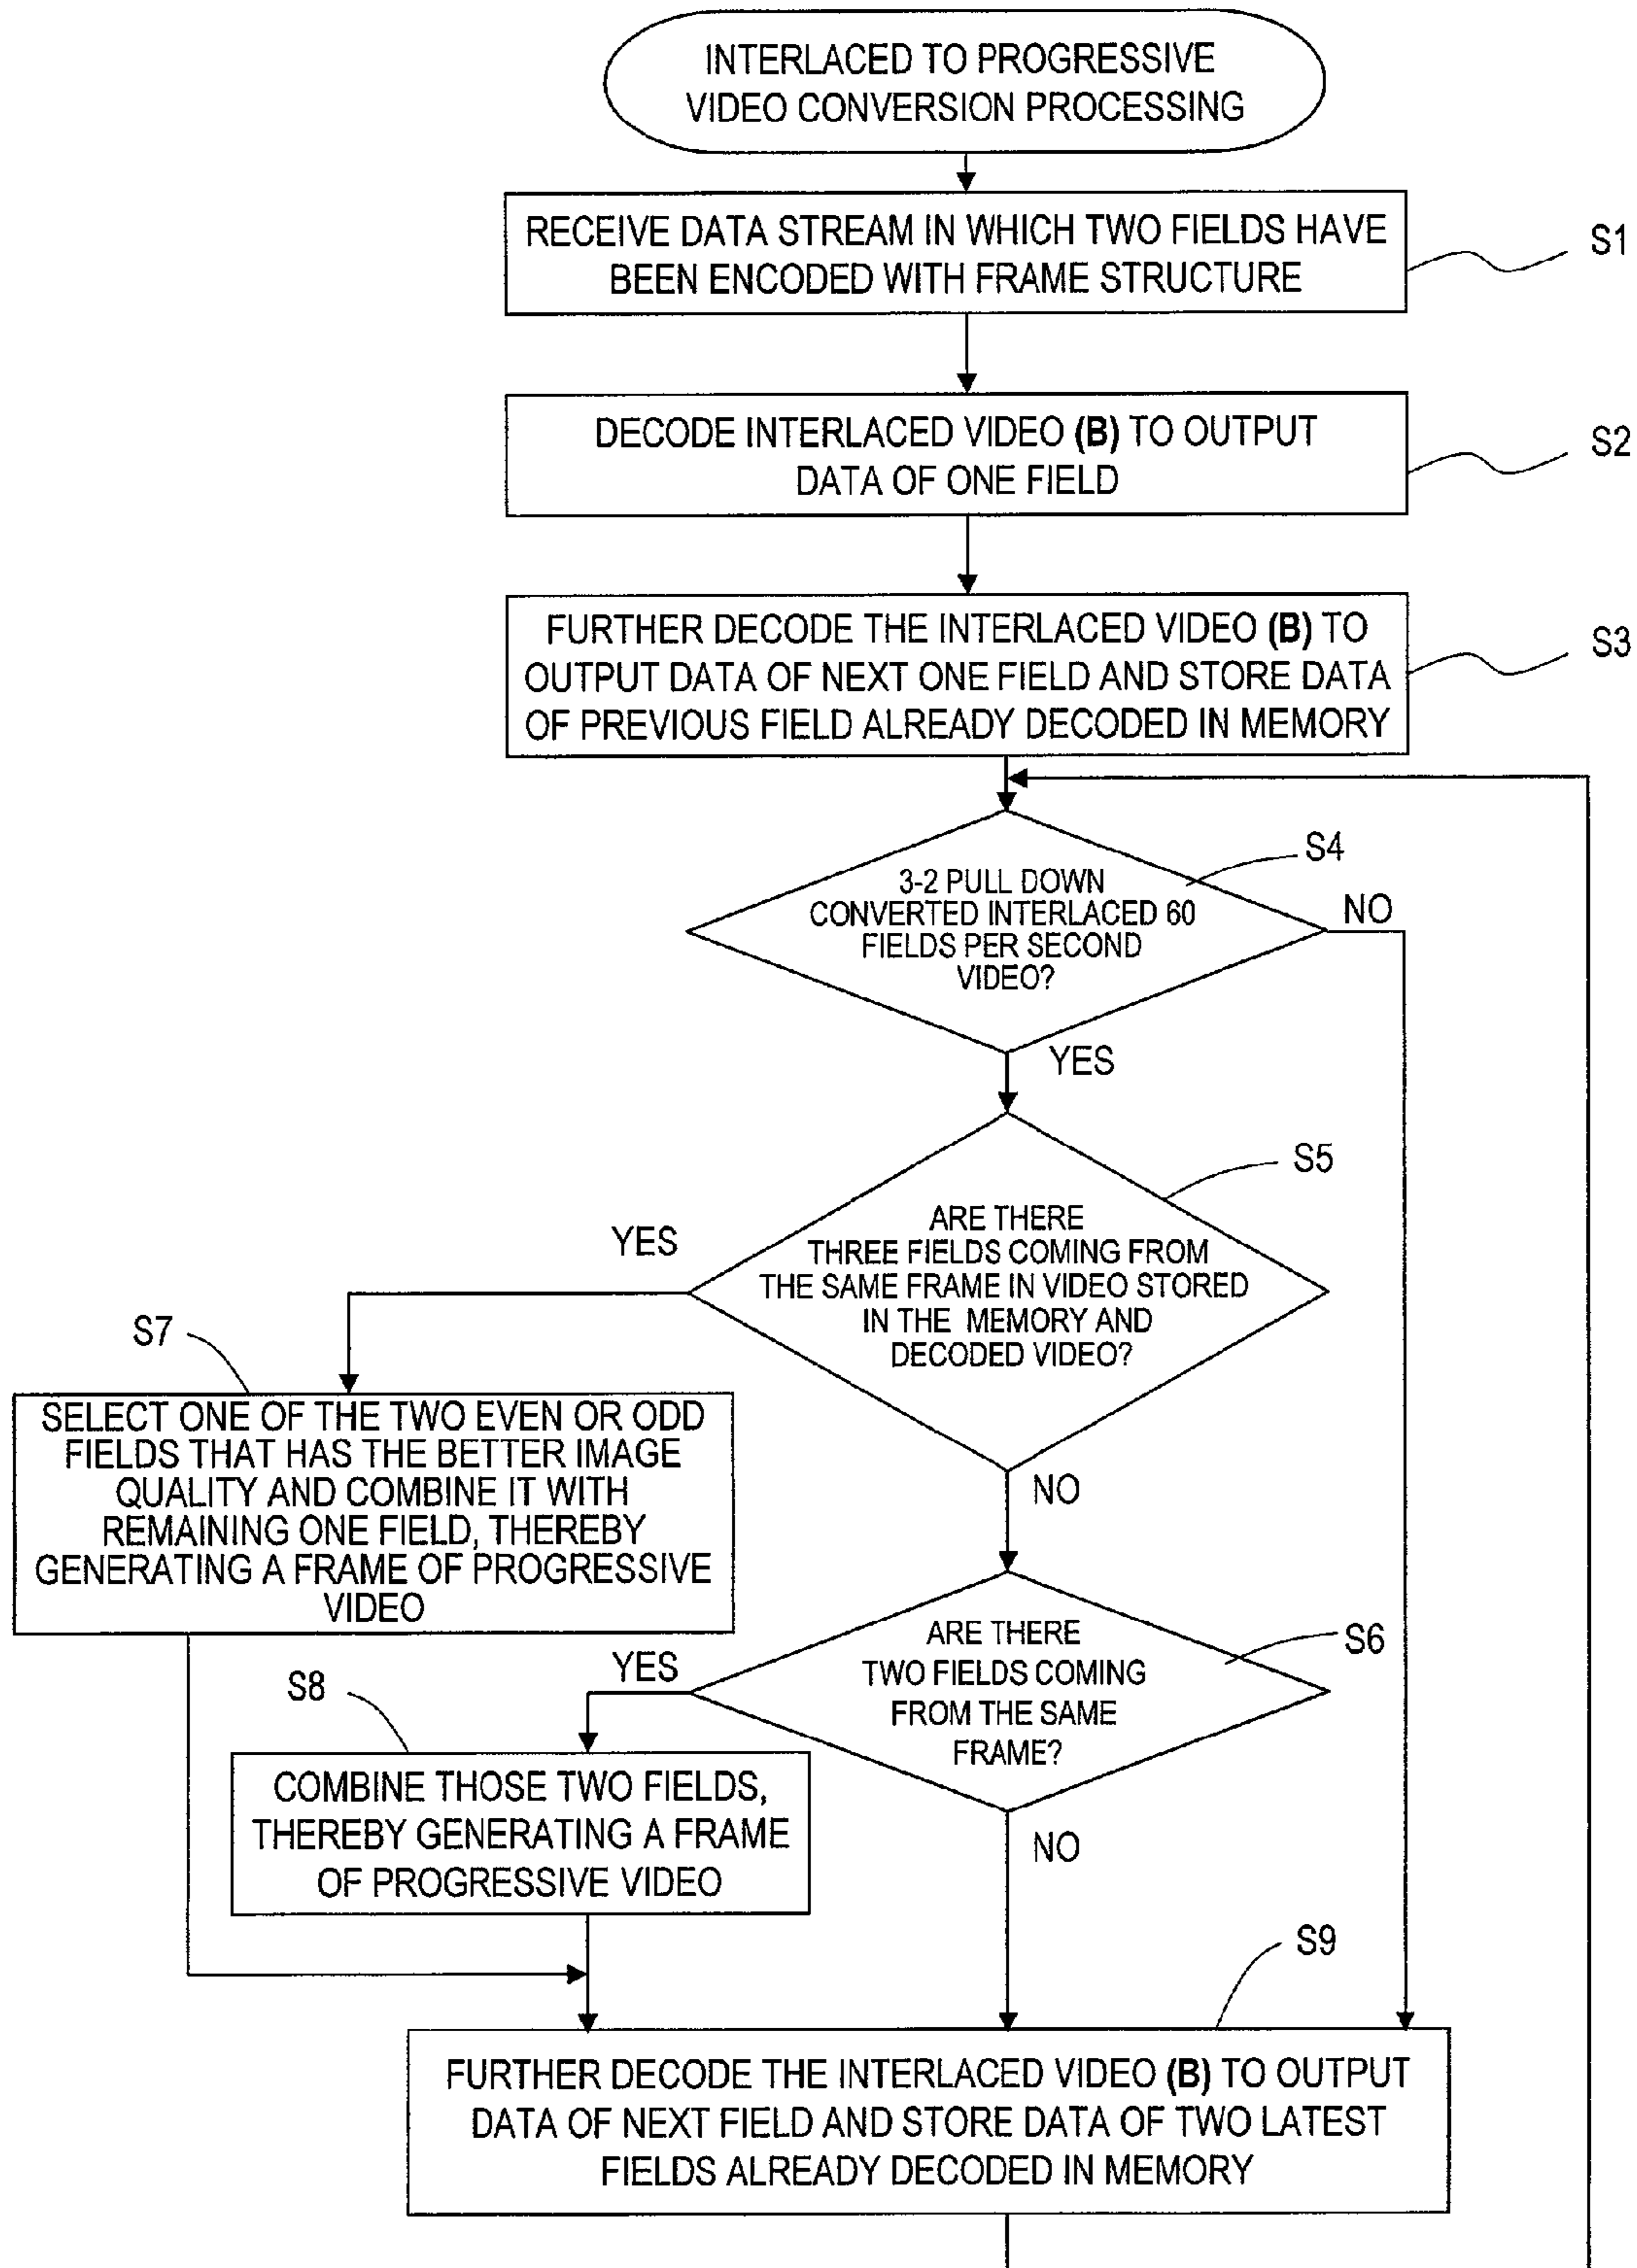 INTERLACED TO PROGRESSIVE
VIDEO CONVERSION PROCESSING
RECEIVE DATA STREAM IN WHICH TWO FIELDS HAVE
BEEN ENCODED WITH FRAME STRUCTURE
S1
DECODE INTERLACED VIDEO (B) TO OUTPUT
DATA OF ONE FIELD
S2
FURTHER DECODE THE INTERLACED VIDEO (B) TO
OUTPUT DATA OF NEXT ONE FIELD AND STORE DATA
OF PREVIOUS FIELD ALREADY DECODED IN MEMORY
S3
S4
3-2 PULL DOWN
CONVERTED INTERLACED 60
FIELDS PER SECOND
VIDEO?
NO
YES
S5
ARE THERE
THREE FIELDS COMING FROM
THE SAME FRAME IN VIDEO STORED
IN THE MEMORY AND
DECODED VIDEO?
YES
NO
S7
SELECT ONE OF THE TWO EVEN OR ODD
FIELDS THAT HAS THE BETTER IMAGE
QUALITY AND COMBINE IT WITH
REMAINING ONE FIELD, THEREBY
GENERATING A FRAME OF PROGRESSIVE
VIDEO
S6
ARE THERE
TWO FIELDS COMING
FROM THE SAME
FRAME?
YES
NO
S8
COMBINE THOSE TWO FIELDS,
THEREBY GENERATING A FRAME
OF PROGRESSIVE VIDEO
S9
FURTHER DECODE THE INTERLACED VIDEO (B) TO OUTPUT
DATA OF NEXT FIELD AND STORE DATA OF TWO LATEST
FIELDS ALREADY DECODED IN MEMORY